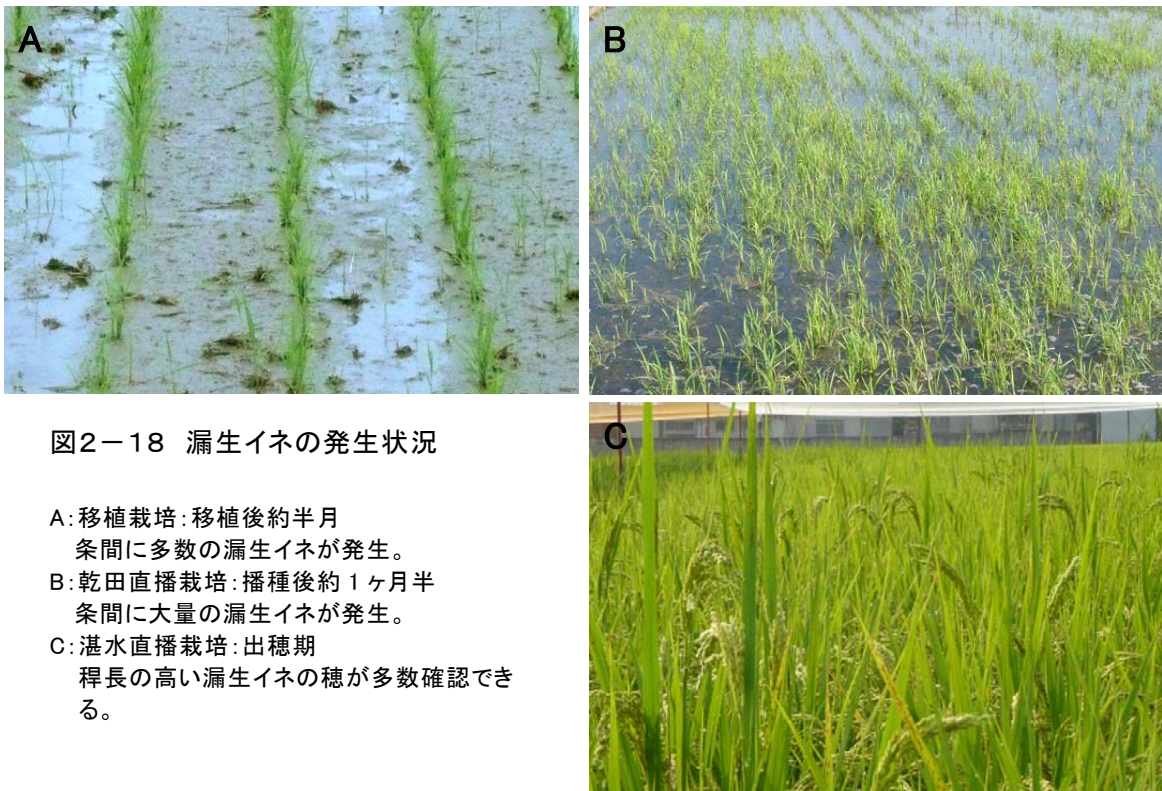 A
B
C
図2－18 漏生イネの発生状況
A:移植栽培:移植後約半月
条間に多数の漏生イネが発生。
B:乾田直播栽培:播種後約1ヶ月半
条間に大量の漏生イネが発生。
C:湛水直播栽培:出穂期
稈長の高い漏生イネの穂が多数確認でき
る。